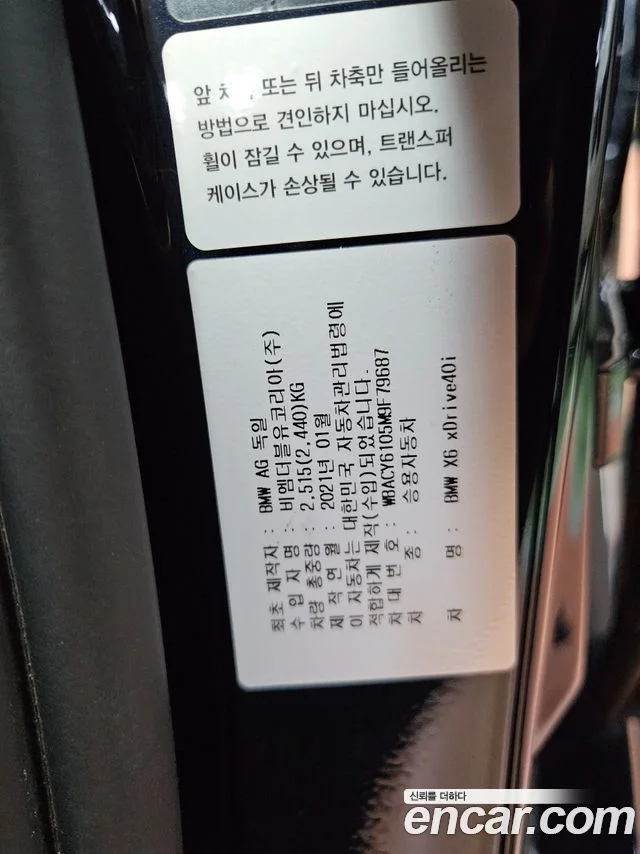 앞 차 또는 뒤 차축만 들어올리는
방법으로 견인하지 마십시오.
휠이 잠길 수 있으며, 트랜스퍼
케이스가 손상될 수 있습니다.
최초 제작자 : BMW AG 독일
수 입 자 명 : 비엠더블유코리아(주)
차량 총중량 : 2,515(2,440)KG
제 작 연 월 : 2021년 01월
이 자동차는 대한민국 자동차관리법령에
적합하게 제작(수입)되었습니다.
차 대 번 호 : WBACY6105M9F79687
차 종 : 승용자동차
차 명 : BMW X6 xDrive40i
신뢰를 더하다
encar.com